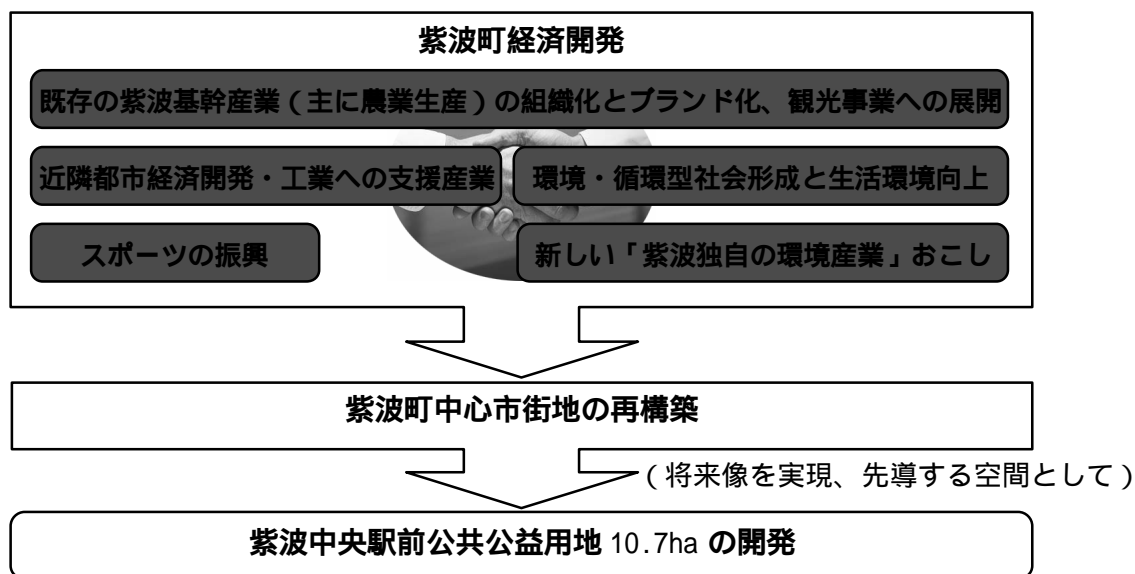 紫波町経済開発
既存の紫波基幹産業（主に農業生産）の組織化とブランド化、観光事業への展開
近隣都市経済開発・工業への支援産業
環境・循環型社会形成と生活環境向上
スポーツの振興
新しい「紫波独自の環境産業」おこし
紫波町中心市街地の再構築
（将来像を実現、先導する空間として）
紫波中央駅前公共公益用地 10.7ha の開発